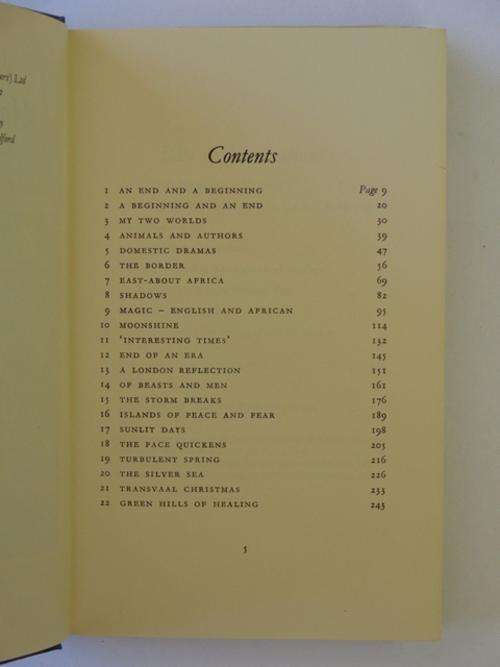 Ltd
Contents
1 AN END AND A BEGINNING Page 9
2 A BEGINNING AND AN END 20
3 MY TWO WORLDS 30
4 ANIMALS AND AUTHORS 39
5 DOMESTIC DRAMAS 47
6 THE BORDER 56
7 EAST-ABOUT AFRICA 69
8 SHADOWS 82
9 MAGIC – ENGLISH AND AFRICAN 95
10 MOONSHINE 114
11 ‘INTERESTING TIMES’ 132
12 END OF AN ERA 145
13 A LONDON REFLECTION 151
14 OF BEASTS AND MEN 161
15 THE STORM BREAKS 176
16 ISLANDS OF PEACE AND FEAR 189
17 SUNLIT DAYS 198
18 THE PACE QUICKENS 205
19 TURBULENT SPRING 216
20 THE SILVER SEA 226
21 TRANSVAAL CHRISTMAS 233
22 GREEN HILLS OF HEALING 243
5